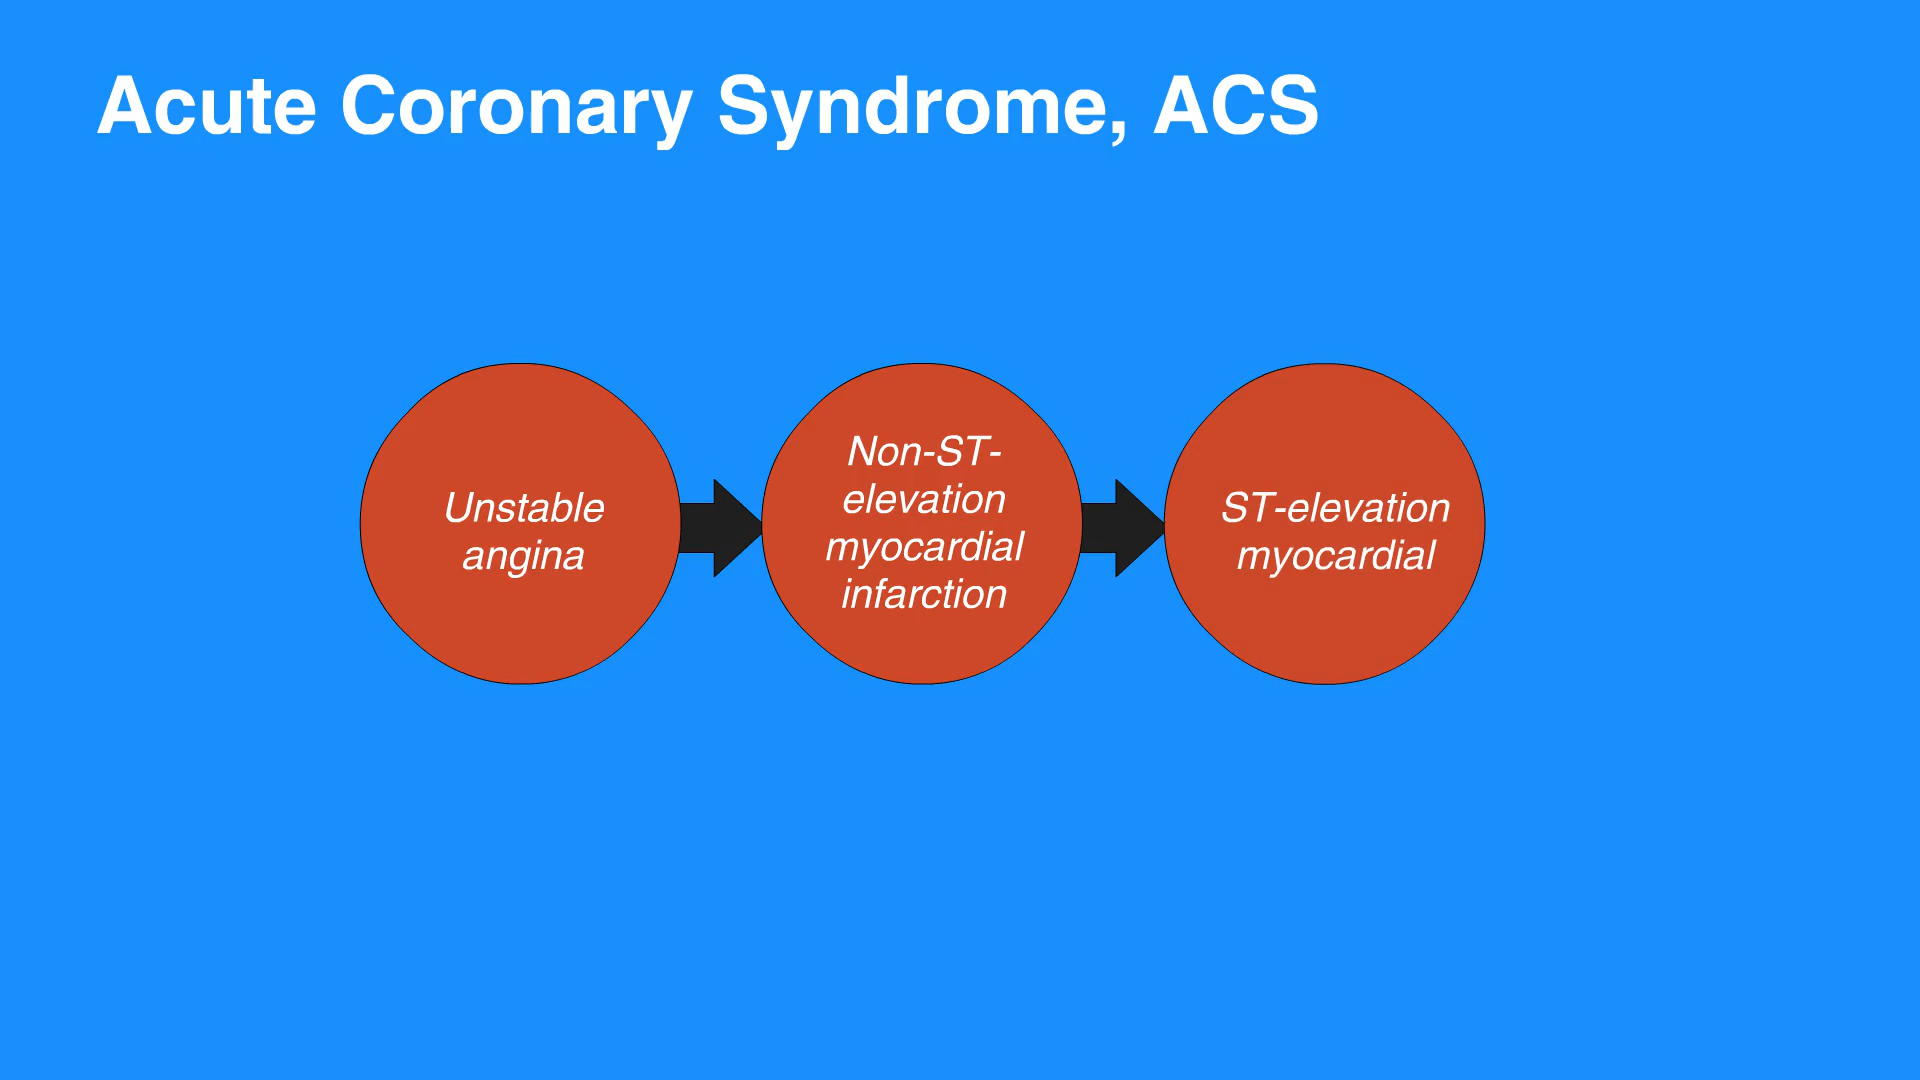 Acute Coronary Syndrome, ACS
Unstable
angina
Non-ST-
elevation
myocardial
infarction
ST-elevation
myocardial